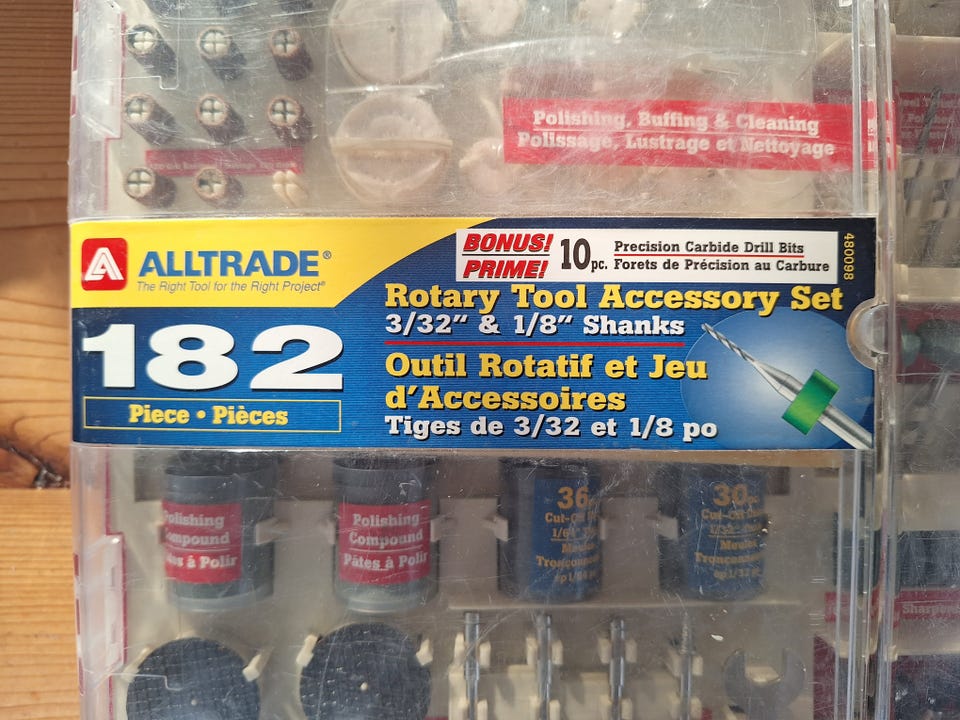 Polishing, Buffing & Cleaning
Polissage, Lustrage et Nettoyage
ALLTRADE®
The Right Tool for the Right Project®
BONUS!
PRIME!
10 pc.
Precision Carbide Drill Bits
Forets de Précision au Carbure
480098
Rotary Tool Accessory Set
3/32″ & 1/8″ Shanks
182
Piece • Pièces
Outil Rotatif et Jeu
d'Accessoires
Tiges de 3/32 et 1/8 po
Polishing
Compound
à Polir
Polishing
Compound
Pâtes à Polir
36
Cut-Off
30
Cut-Off
Sharpen